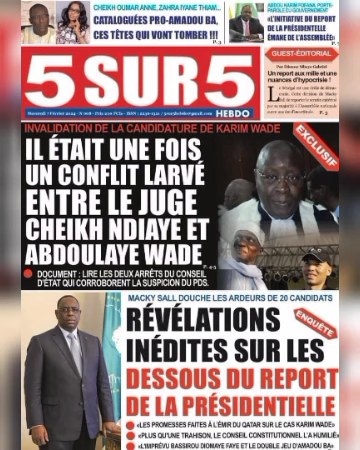 CHEIKH OUMAR ANNE, ZAHRA IYANE THIAM...
CATALOGUÉES PRO-AMADOU BA,
CES TÊTES QUI VONT TOMBER !!!
ABDOU KARIM FOFANA, PORTE-
PAROLE DU GOUVERNEMENT
«L'INITIATIVE DU REPORT
DE LA PRÉSIDENTIELLE
ÉMANE DE L'ASSEMBLÉE»
5 SUR 5
HEBDO
GUEST-ÉDITORIAL
Un report aux mille et une
nuances d'hypocrisie !
INVALIDATION DE LA CANDIDATURE DE KARIM WADE
EXCLUSIF
IL ÉTAIT UNE FOIS
UN CONFLIT LARVÉ
ENTRE LE JUGE
CHEIKH NDIAYE ET
ABDOULAYE WADE
● DOCUMENT : LIRE LES DEUX ARRÊTS DU CONSEIL
D'ÉTAT QUI CORROBORENT LA SUSPICION DU PDS.
MACKY SALL DOUCHE LES ARDEURS DE 20 CANDIDATS
ENQUÊTE
RÉVÉLATIONS
INÉDITES SUR LES
DESSOUS DU REPORT
DE LA PRÉSIDENTIELLE
● «LES PROMESSES FAITES À L'ÉMIR DU QATAR SUR LE CAS KARIM WADE»
● «PLUS QU'UNE TRAHISON, LE CONSEIL CONSTITUTIONNEL A HUMILIÉ»
● «L'IMPRÉVU BASSIROU DIOMAYE FAYE ET LE DOUBLE JEU D'AMADOU BA»